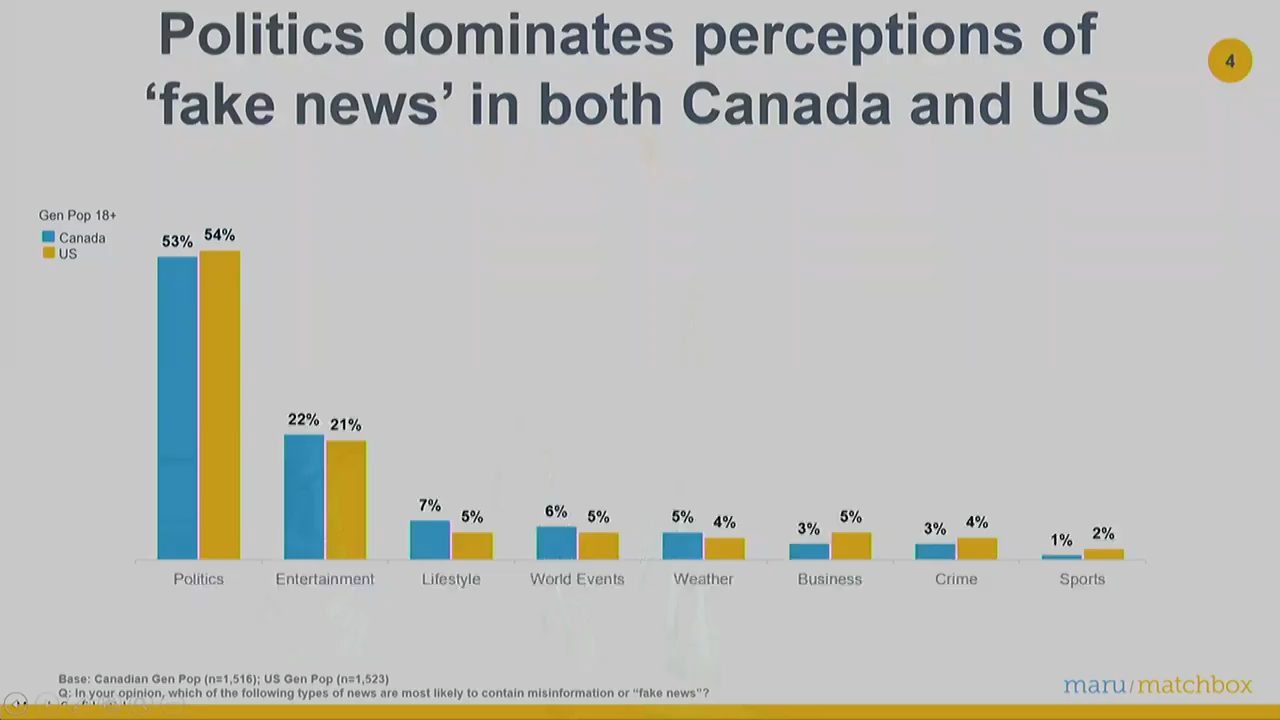 Politics dominates perceptions of
‘fake news’ in both Canada and US
4
Gen Pop 18+
Canada
US
53% 54%
22% 21%
7% 5%
6% 5%
5% 4%
3% 5%
3% 4%
1% 2%
Politics Entertainment Lifestyle World Events Weather Business Crime Sports
Base: Canadian Gen Pop (n=1,516); US Gen Pop (n=1,523)
Q: In your opinion, which of the following types of news are most likely to contain misinformation or “fake news”?
maru/matchbox